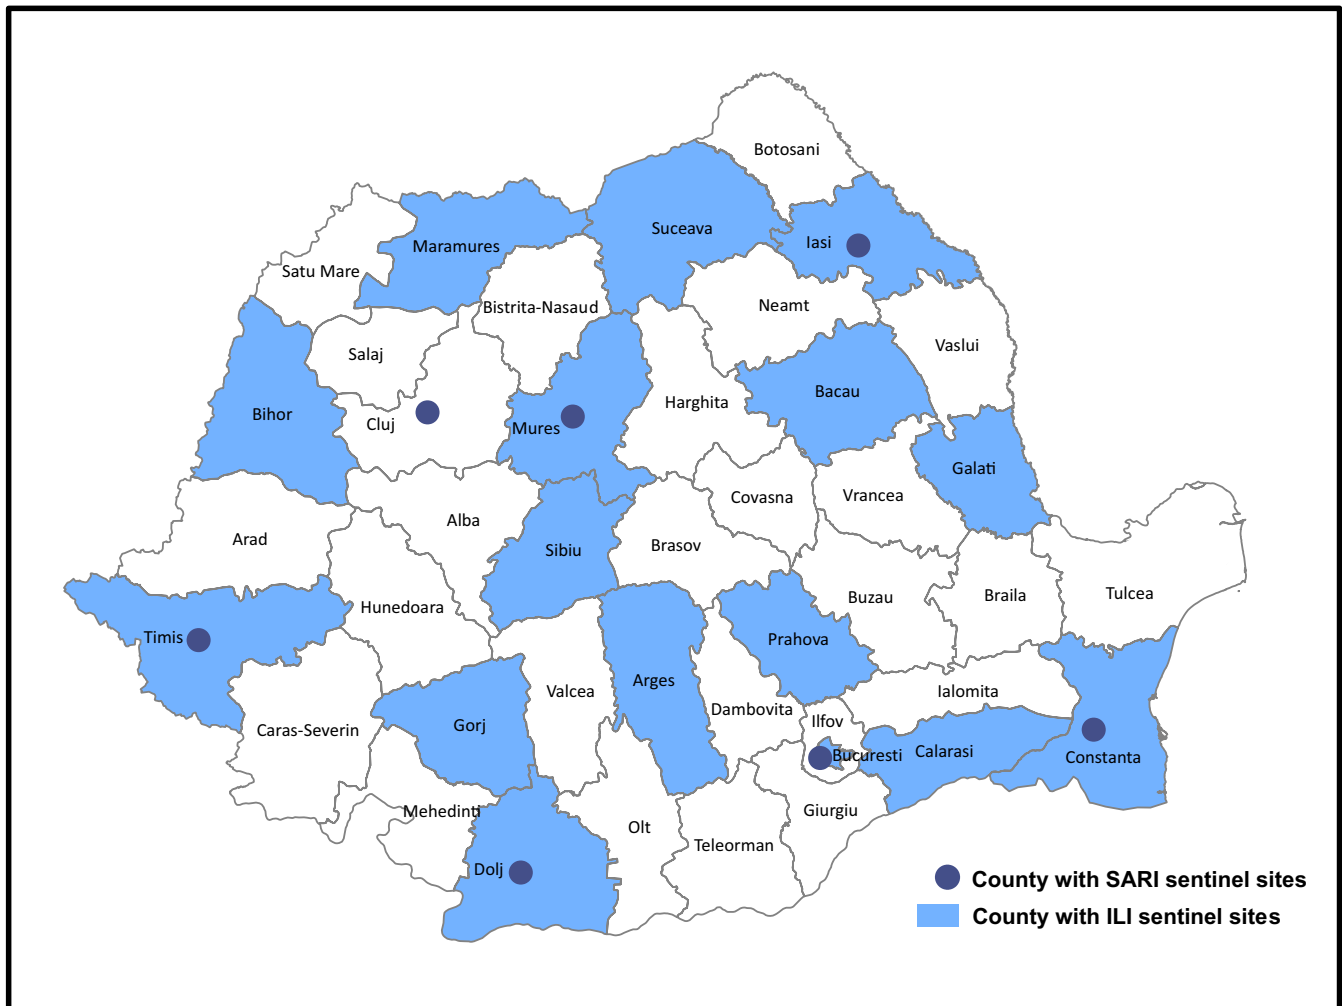 Botosani
Suceava
Iasi
Maramures
Satu Mare
Bistrita-Nasaud
Neamt
Vaslui
Salaj
Bacau
Harghita
Bihor
Cluj
Mures
Galati
Covasna
Vrancea
Alba
Arad
Sibiu
Brasov
Hunedoara
Buzau
Braila
Tulcea
Timis
Prahova
Arges
Valcea
Ialomita
Dambovita
Ilfov
Gorj
Caras-Severin
Bucuresti
Calarasi
Constanta
Mehedinti
Giurgiu
Olt
Teleorman
Dolj
County with SARI sentinel sites
County with ILI sentinel sites